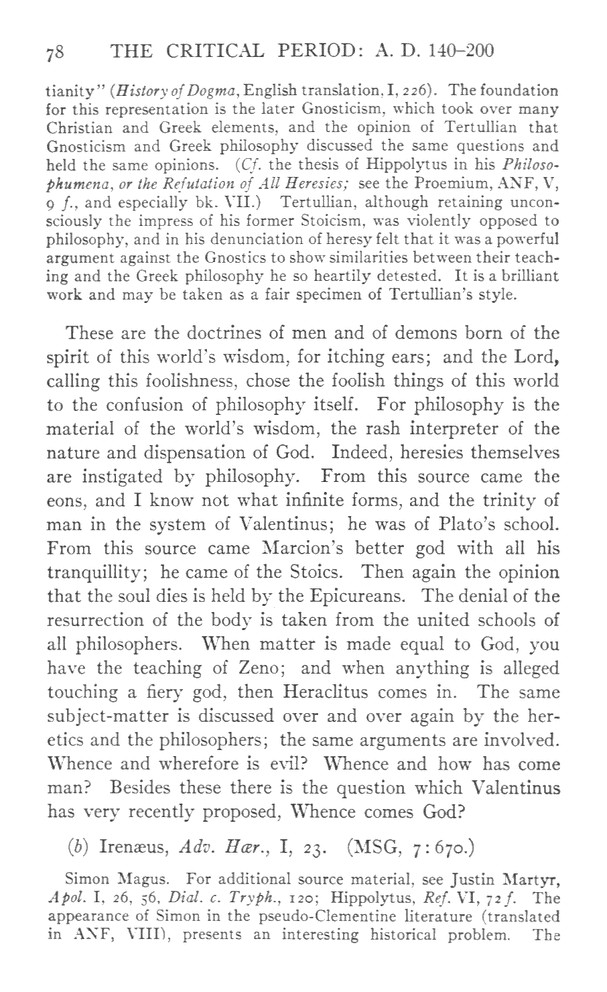 78 THE CRITICAL PERIOD: A. D. 140–200
tianity” (History of Dogma, English translation, I, 226). The foundation
for this representation is the later Gnosticism, which took over many
Christian and Greek elements, and the opinion of Tertullian that
Gnosticism and Greek philosophy discussed the same questions and
held the same opinions. (Cf. the thesis of Hippolytus in his Philoso-
phumena, or the Refutation of All Heresies; see the Proemium, ANF, V,
9 f., and especially bk. VII.) Tertullian, although retaining uncon-
sciously the impress of his former Stoicism, was violently opposed to
philosophy, and in his denunciation of heresy felt that it was a powerful
argument against the Gnostics to show similarities between their teach-
ing and the Greek philosophy he so heartily detested. It is a brilliant
work and may be taken as a fair specimen of Tertullian’s style.
These are the doctrines of men and of demons born of the
spirit of this world’s wisdom, for itching ears; and the Lord,
calling this foolishness, chose the foolish things of this world
to the confusion of philosophy itself. For philosophy is the
material of the world’s wisdom, the rash interpreter of the
nature and dispensation of God. Indeed, heresies themselves
are instigated by philosophy. From this source came the
eons, and I know not what infinite forms, and the trinity of
man in the system of Valentinus; he was of Plato’s school.
From this source came Marcion’s better god with all his
tranquillity; he came of the Stoics. Then again the opinion
that the soul dies is held by the Epicureans. The denial of the
resurrection of the body is taken from the united schools of
all philosophers. When matter is made equal to God, you
have the teaching of Zeno; and when anything is alleged
touching a fiery god, then Heraclitus comes in. The same
subject-matter is discussed over and over again by the her-
etics and the philosophers; the same arguments are involved.
Whence and wherefore is evil? Whence and how has come
man? Besides these there is the question which Valentinus
has very recently proposed, Whence comes God?
(b) Irenæus, Adv. Hær., I, 23. (MSG, 7:670.)
Simon Magus. For additional source material, see Justin Martyr,
Apol. I, 26, 56, Dial. c. Tryph., 120; Hippolytus, Ref. VI, 72 f. The
appearance of Simon in the pseudo-Clementine literature (translated
in ANF, VIII), presents an interesting historical problem. The